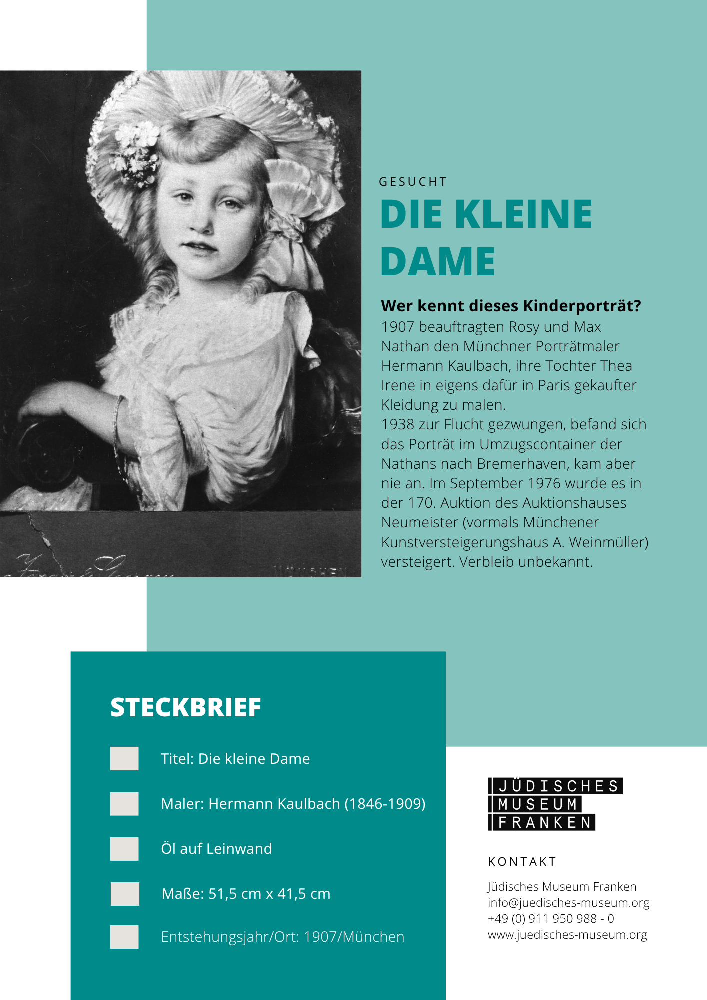 GESUCHT
DIE KLEINE
DAME
Wer kennt dieses Kinderporträt?
1907 beauftragten Rosy und Max
Nathan den Münchner Porträtmaler
Hermann Kaulbach, ihre Tochter Thea
Irene in eigens dafür in Paris gekaufter
Kleidung zu malen.
1938 zur Flucht gezwungen, befand sich
das Porträt im Umzugscontainer der
Nathans nach Bremerhaven, kam aber
nie an. Im September 1976 wurde es in
der 170. Auktion des Auktionshauses
Neumeister (vormals Münchener
Kunstversteigerungshaus A. Weinmüller)
versteigert. Verbleib unbekannt.
MÜNCHEN
STECKBRIEF
Titel: Die kleine Dame
Maler: Hermann Kaulbach (1846-1909)
Öl auf Leinwand
Maße: 51,5 cm x 41,5 cm
Entstehungsjahr/Ort: 1907/München
JÜDISCHES
MUSEUM
FRANKEN
KONTAKT
Jüdisches Museum Franken
info@juedisches-museum.org
+49 (0) 911 950 988 - 0
www.juedisches-museum.org